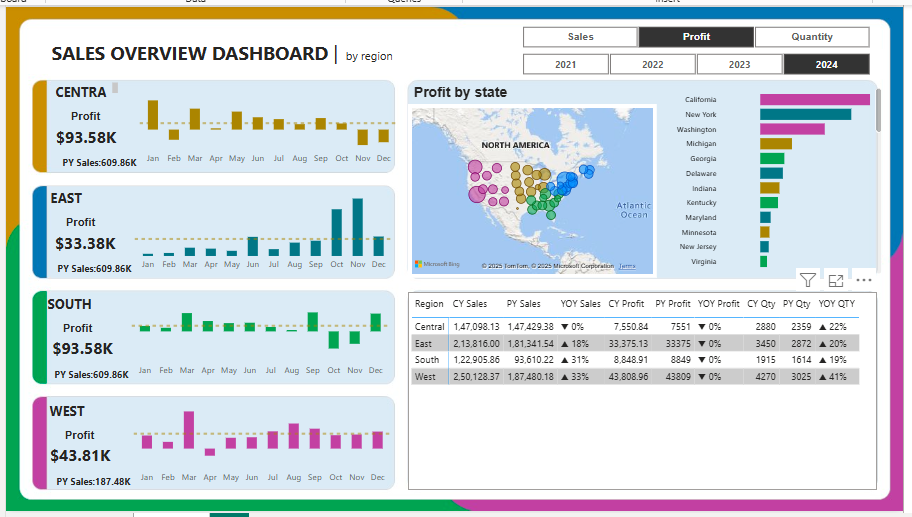 Data
Queries
Insert
SALES OVERVIEW DASHBOARD | by region
Sales Profit Quantity
2021 2022 2023 2024
CENTRA
Profit
$93.58K
PY Sales:609.86K
Jan Feb Mar Apr May Jun Jul Aug Sep Oct Nov Dec
EAST
Profit
$33.38K
PY Sales:609.86K
Jan Feb Mar Apr May Jun Jul Aug Sep Oct Nov Dec
SOUTH
Profit
$93.58K
PY Sales:609.86K
Jan Feb Mar Apr May Jun Jul Aug Sep Oct Nov Dec
WEST
Profit
$43.81K
PY Sales:187.48K
Jan Feb Mar Apr May Jun Jul Aug Sep Oct Nov Dec
Profit by state
NORTH AMERICA
Atlantic
Ocean
Microsoft Bing
© 2025 TomTom, © 2025 Microsoft Corporation Terms
California
New York
Washington
Michigan
Georgia
Delaware
Indiana
Kentucky
Maryland
Minnesota
New Jersey
Virginia
Region CY Sales PY Sales YOY Sales CY Profit PY Profit YOY Profit CY Qty PY Qty YOY QTY
Central 1,47,098.13 1,47,429.38 ▼ 0% 7,550.84 7551 ▼ 0% 2880 2359 ▲ 22%
East 2,13,816.00 1,81,341.54 ▲ 18% 33,375.13 33375 ▼ 0% 3450 2872 ▲ 20%
South 1,22,905.86 93,610.22 ▲ 31% 8,848.91 8849 ▼ 0% 1915 1614 ▲ 19%
West 2,50,128.37 1,87,480.18 ▲ 33% 43,808.96 43809 ▼ 0% 4270 3025 ▲ 41%